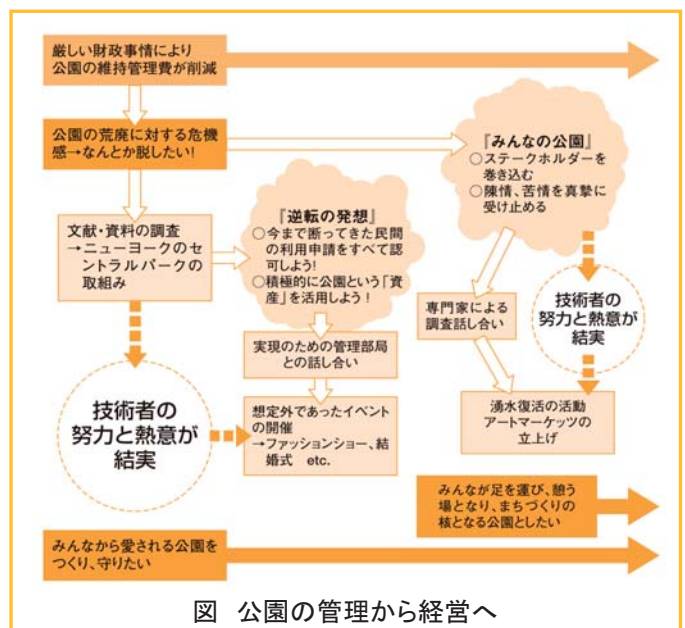 厳しい財政事情により
公園の維持管理費が削減
公園の荒廃に対する危機
感→なんとか脱したい!
『みんなの公園』
○ステークホルダーを
巻き込む
○陳情、苦情を真摯に
受け止める
文献・資料の調査
→ニューヨークのセ
ントラルパークの
取組み
『逆転の発想』
○今まで断ってきた民間
の利用申請をすべて認
可しよう!
○積極的に公園という「資
産」を活用しよう!
専門家による
調査話し合い
技術者の
努力と熱意が
結実
実現のための管理部局
との話し合い
技術者の
努力と熱意が
結実
想定外であったイベント
の開催
→ファッションショー、結
婚式 etc.
湧水復活の活動
アートマーケッツの
立上げ
みんなが足を運び、憩う
場となり、まちづくりの
核となる公園としたい
みんなから愛される公園を
つくり、守りたい
図 公園の管理から経営へ